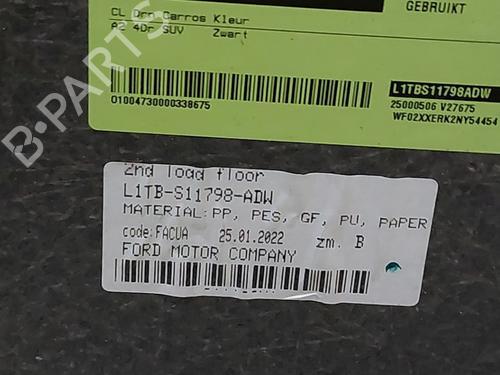 GEBRUIKT
CL Drn Carros Kleur
A2 4Dr SUV Zwart
L1TBS11798ADW
01004730000338675
25000506 V27675
WF02XXERK2NY54454
2nd load floor
L1TB-S11798-ADW
MATERIAL: PP, PES, GF, PU, PAPER
code: FACUA 25.01.2022 zm. B
FORD MOTOR COMPANY
B-PARTS